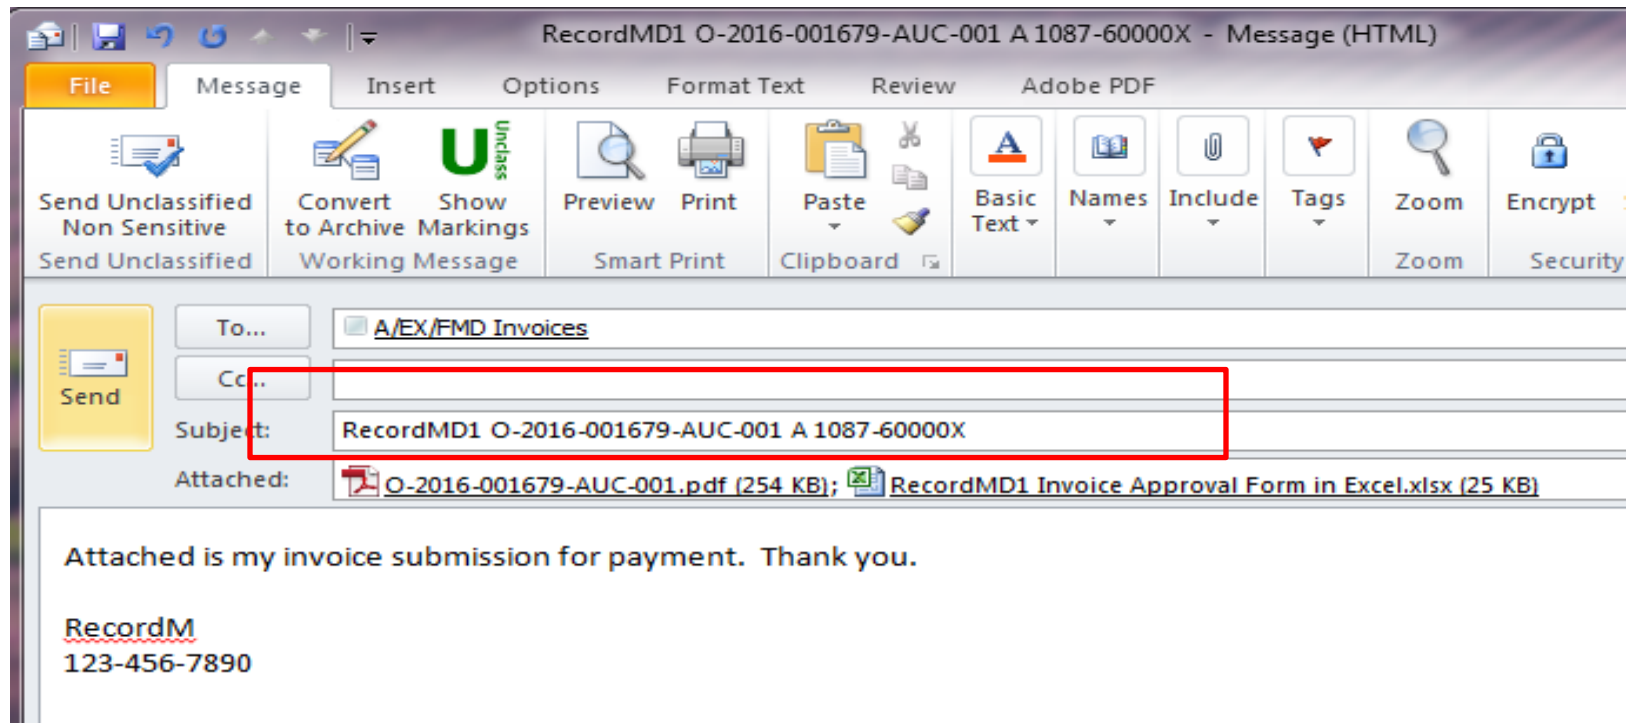 RecordMD1 O-2016-001679-AUC-001 A 1087-60000X - Message (HTML)
File Message Insert Options Format Text Review Adobe PDF
Send Unclassified Non Sensitive
Convert to Archive
Show Markings
Unclass
Preview
Print
Paste
Basic Text
Names
Include
Tags
Zoom
Encrypt
Send Unclassified
Working Message
Smart Print
Clipboard
Zoom
Security
Send
To... A/EX/FMD Invoices
Cc...
Subject: RecordMD1 O-2016-001679-AUC-001 A 1087-60000X
Attached: O-2016-001679-AUC-001.pdf (254 KB); RecordMD1 Invoice Approval Form in Excel.xlsx (25 KB)
Attached is my invoice submission for payment.  Thank you.
RecordM
123-456-7890